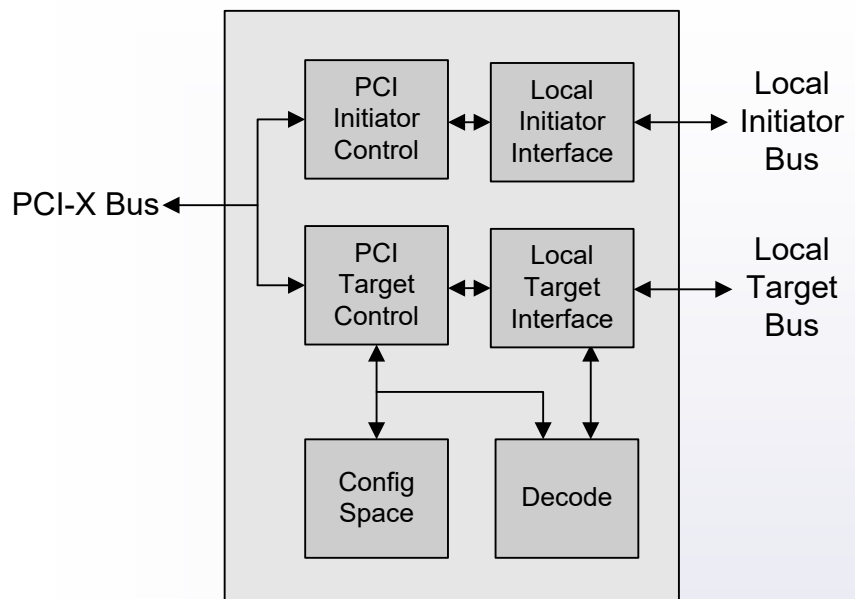 PCI
Initiator
Control
Local
Initiator
Interface
Local
Initiator
Bus
PCI-X Bus
PCI
Target
Control
Local
Target
Interface
Local
Target
Bus
Config
Space
Decode